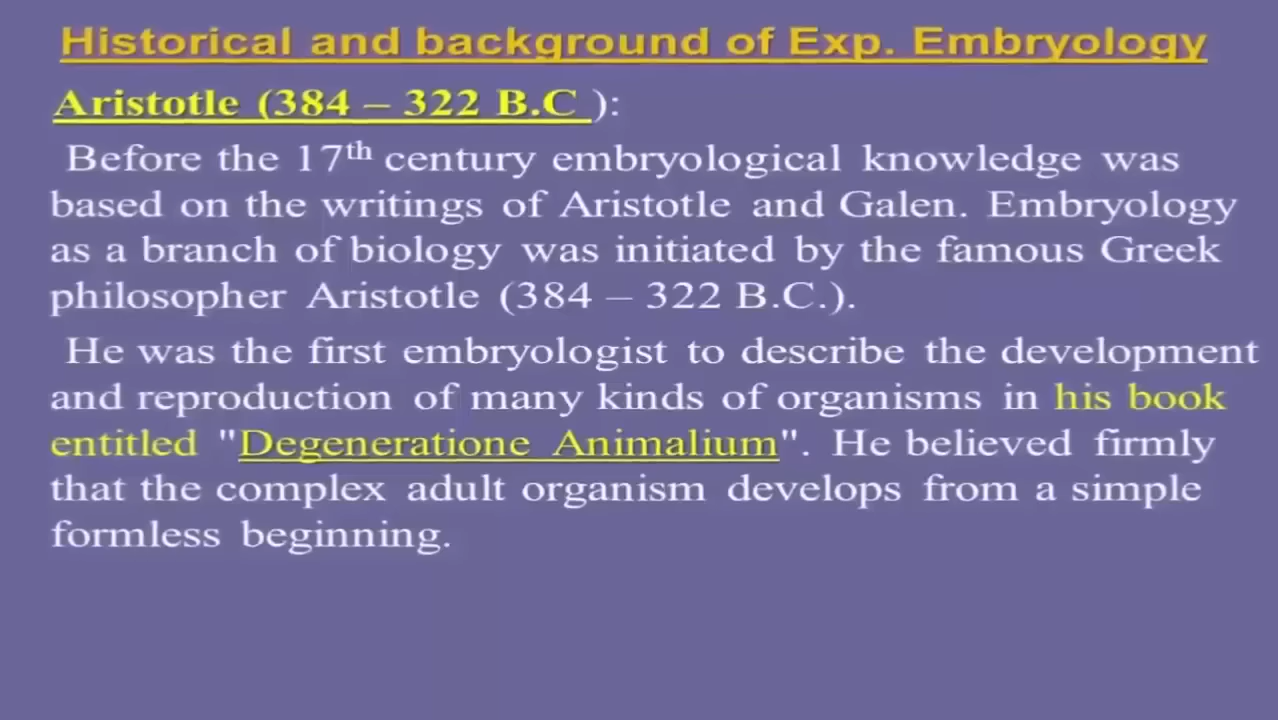 Historical and background of Exp. Embryology
Aristotle (384 – 322 B.C ):
Before the 17th century embryological knowledge was
based on the writings of Aristotle and Galen. Embryology
as a branch of biology was initiated by the famous Greek
philosopher Aristotle (384 – 322 B.C.).
He was the first embryologist to describe the development
and reproduction of many kinds of organisms in his book
entitled "Degeneratione Animalium". He believed firmly
that the complex adult organism develops from a simple
formless beginning.